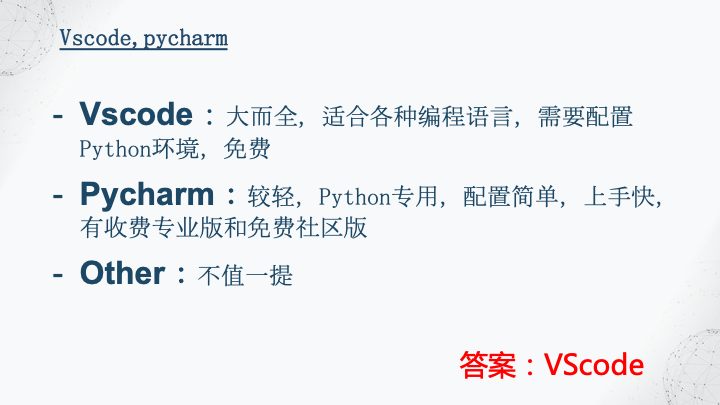 Vscode,pycharm
- Vscode：大而全，适合各种编程语言，需要配置
Python环境，免费
- Pycharm：较轻，Python专用，配置简单，上手快，
有收费专业版和免费社区版
- Other：不值一提
答案：VScode